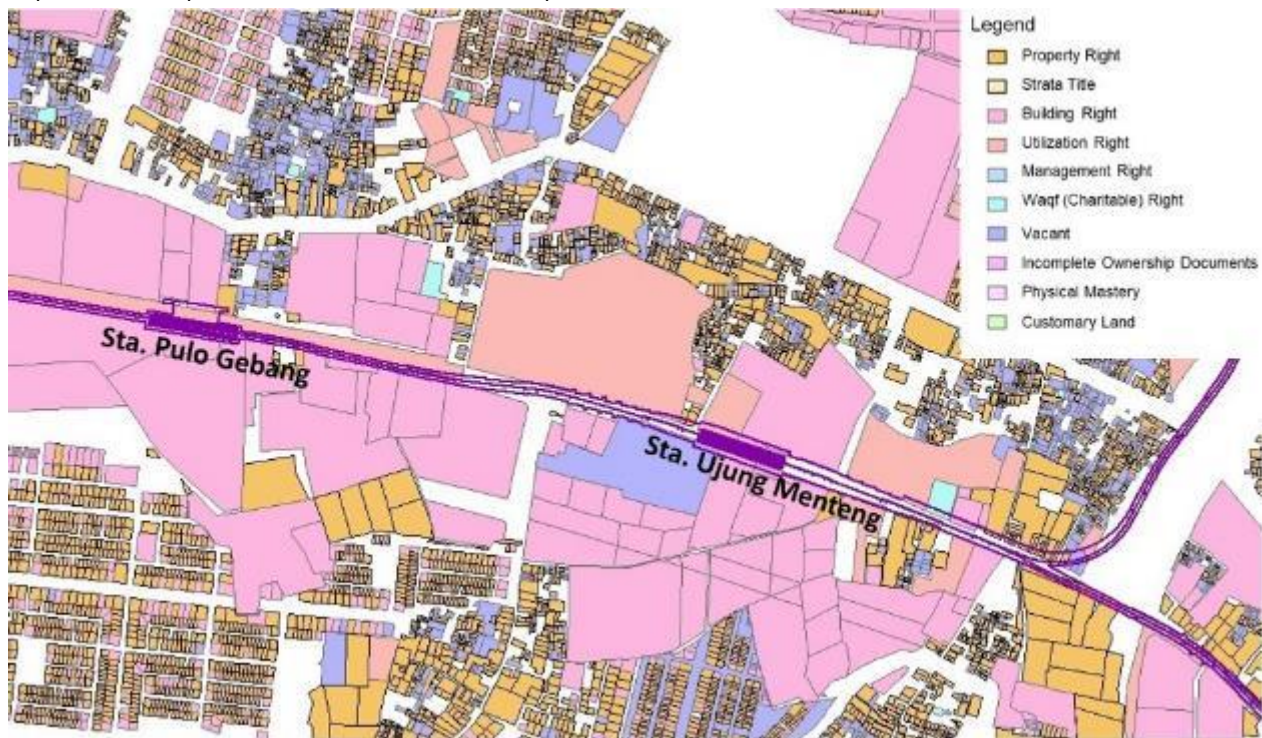 Legend
Property Right
Strata Title
Building Right
Utilization Right
Management Right
Waqf (Charitable) Right
Vacant
Incomplete Ownership Documents
Physical Mastery
Customary Land
Sta. Pulo Gebang
Sta. Ujung Menteng